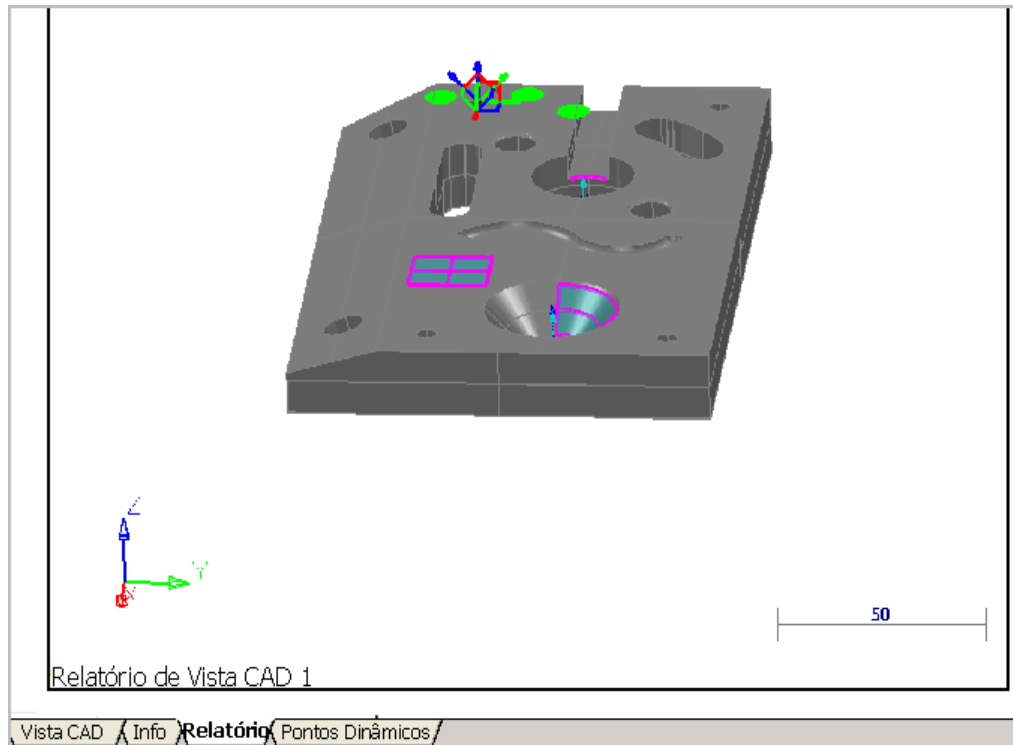 Z
Y
X
50
Relatório de Vista CAD 1
Vista CAD Info Relatório Pontos Dinâmicos